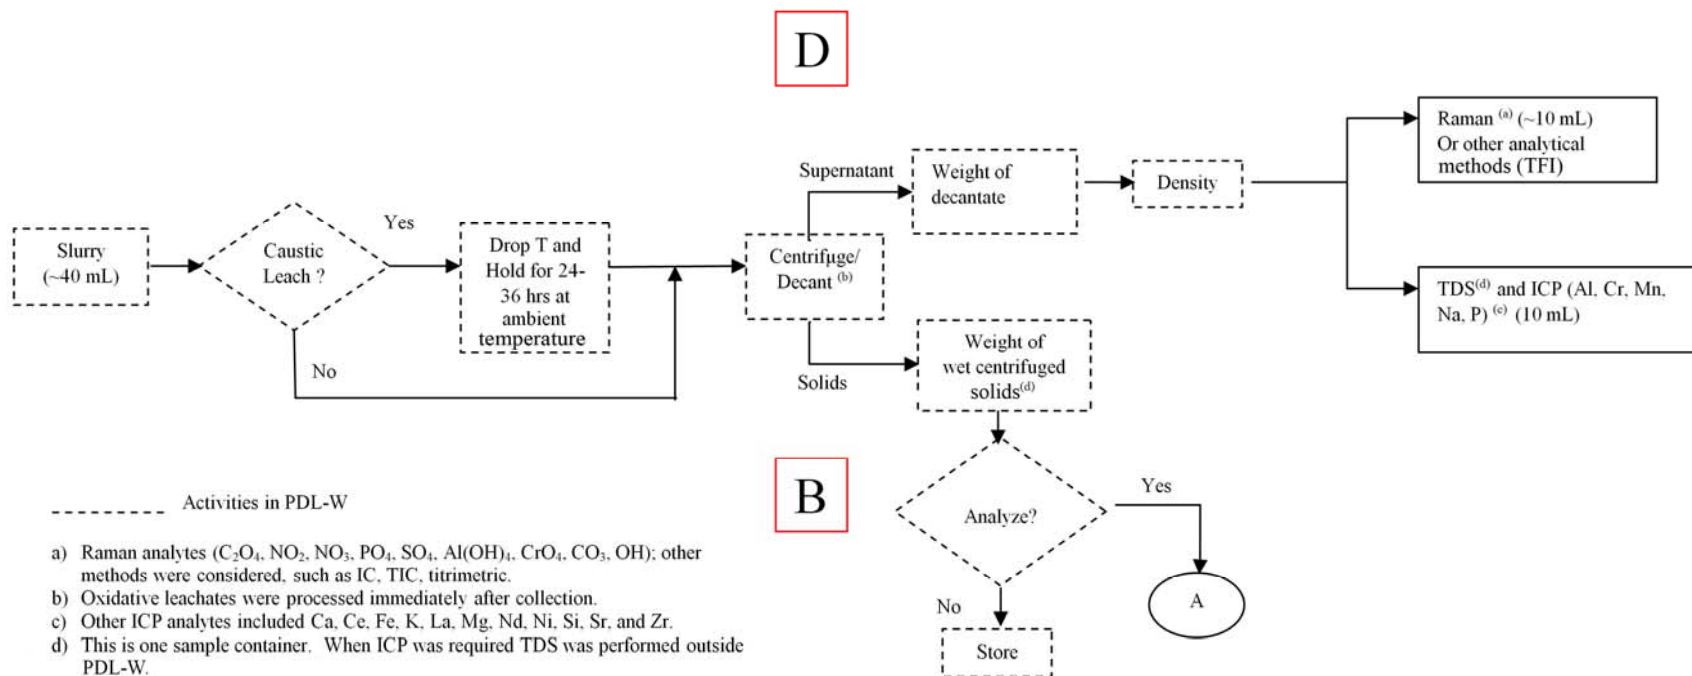 D
Raman (a) (~10 mL)
Or other analytical
methods (TFI)
Supernatant
Weight of
decantate
Density
Yes
Slurry
(~40 mL)
Caustic
Leach ?
Drop T and
Hold for 24-
36 hrs at
ambient
temperature
Centrifuge/
Decant (b)
TDS(d) and ICP (Al, Cr, Mn,
Na, P) (c) (10 mL)
No
Solids
Weight of
wet centrifuged
solids(d)
B
Analyze?
Yes
A
No
Store
Activities in PDL-W
a) Raman analytes (C₂O₄, NO₂, NO₃, PO₄, SO₄, Al(OH)₄, CrO₄, CO₃, OH); other
methods were considered, such as IC, TIC, titrimetric.
b) Oxidative leachates were processed immediately after collection.
c) Other ICP analytes included Ca, Ce, Fe, K, La, Mg, Nd, Ni, Si, Sr, and Zr.
d) This is one sample container. When ICP was required TDS was performed outside
PDL-W.